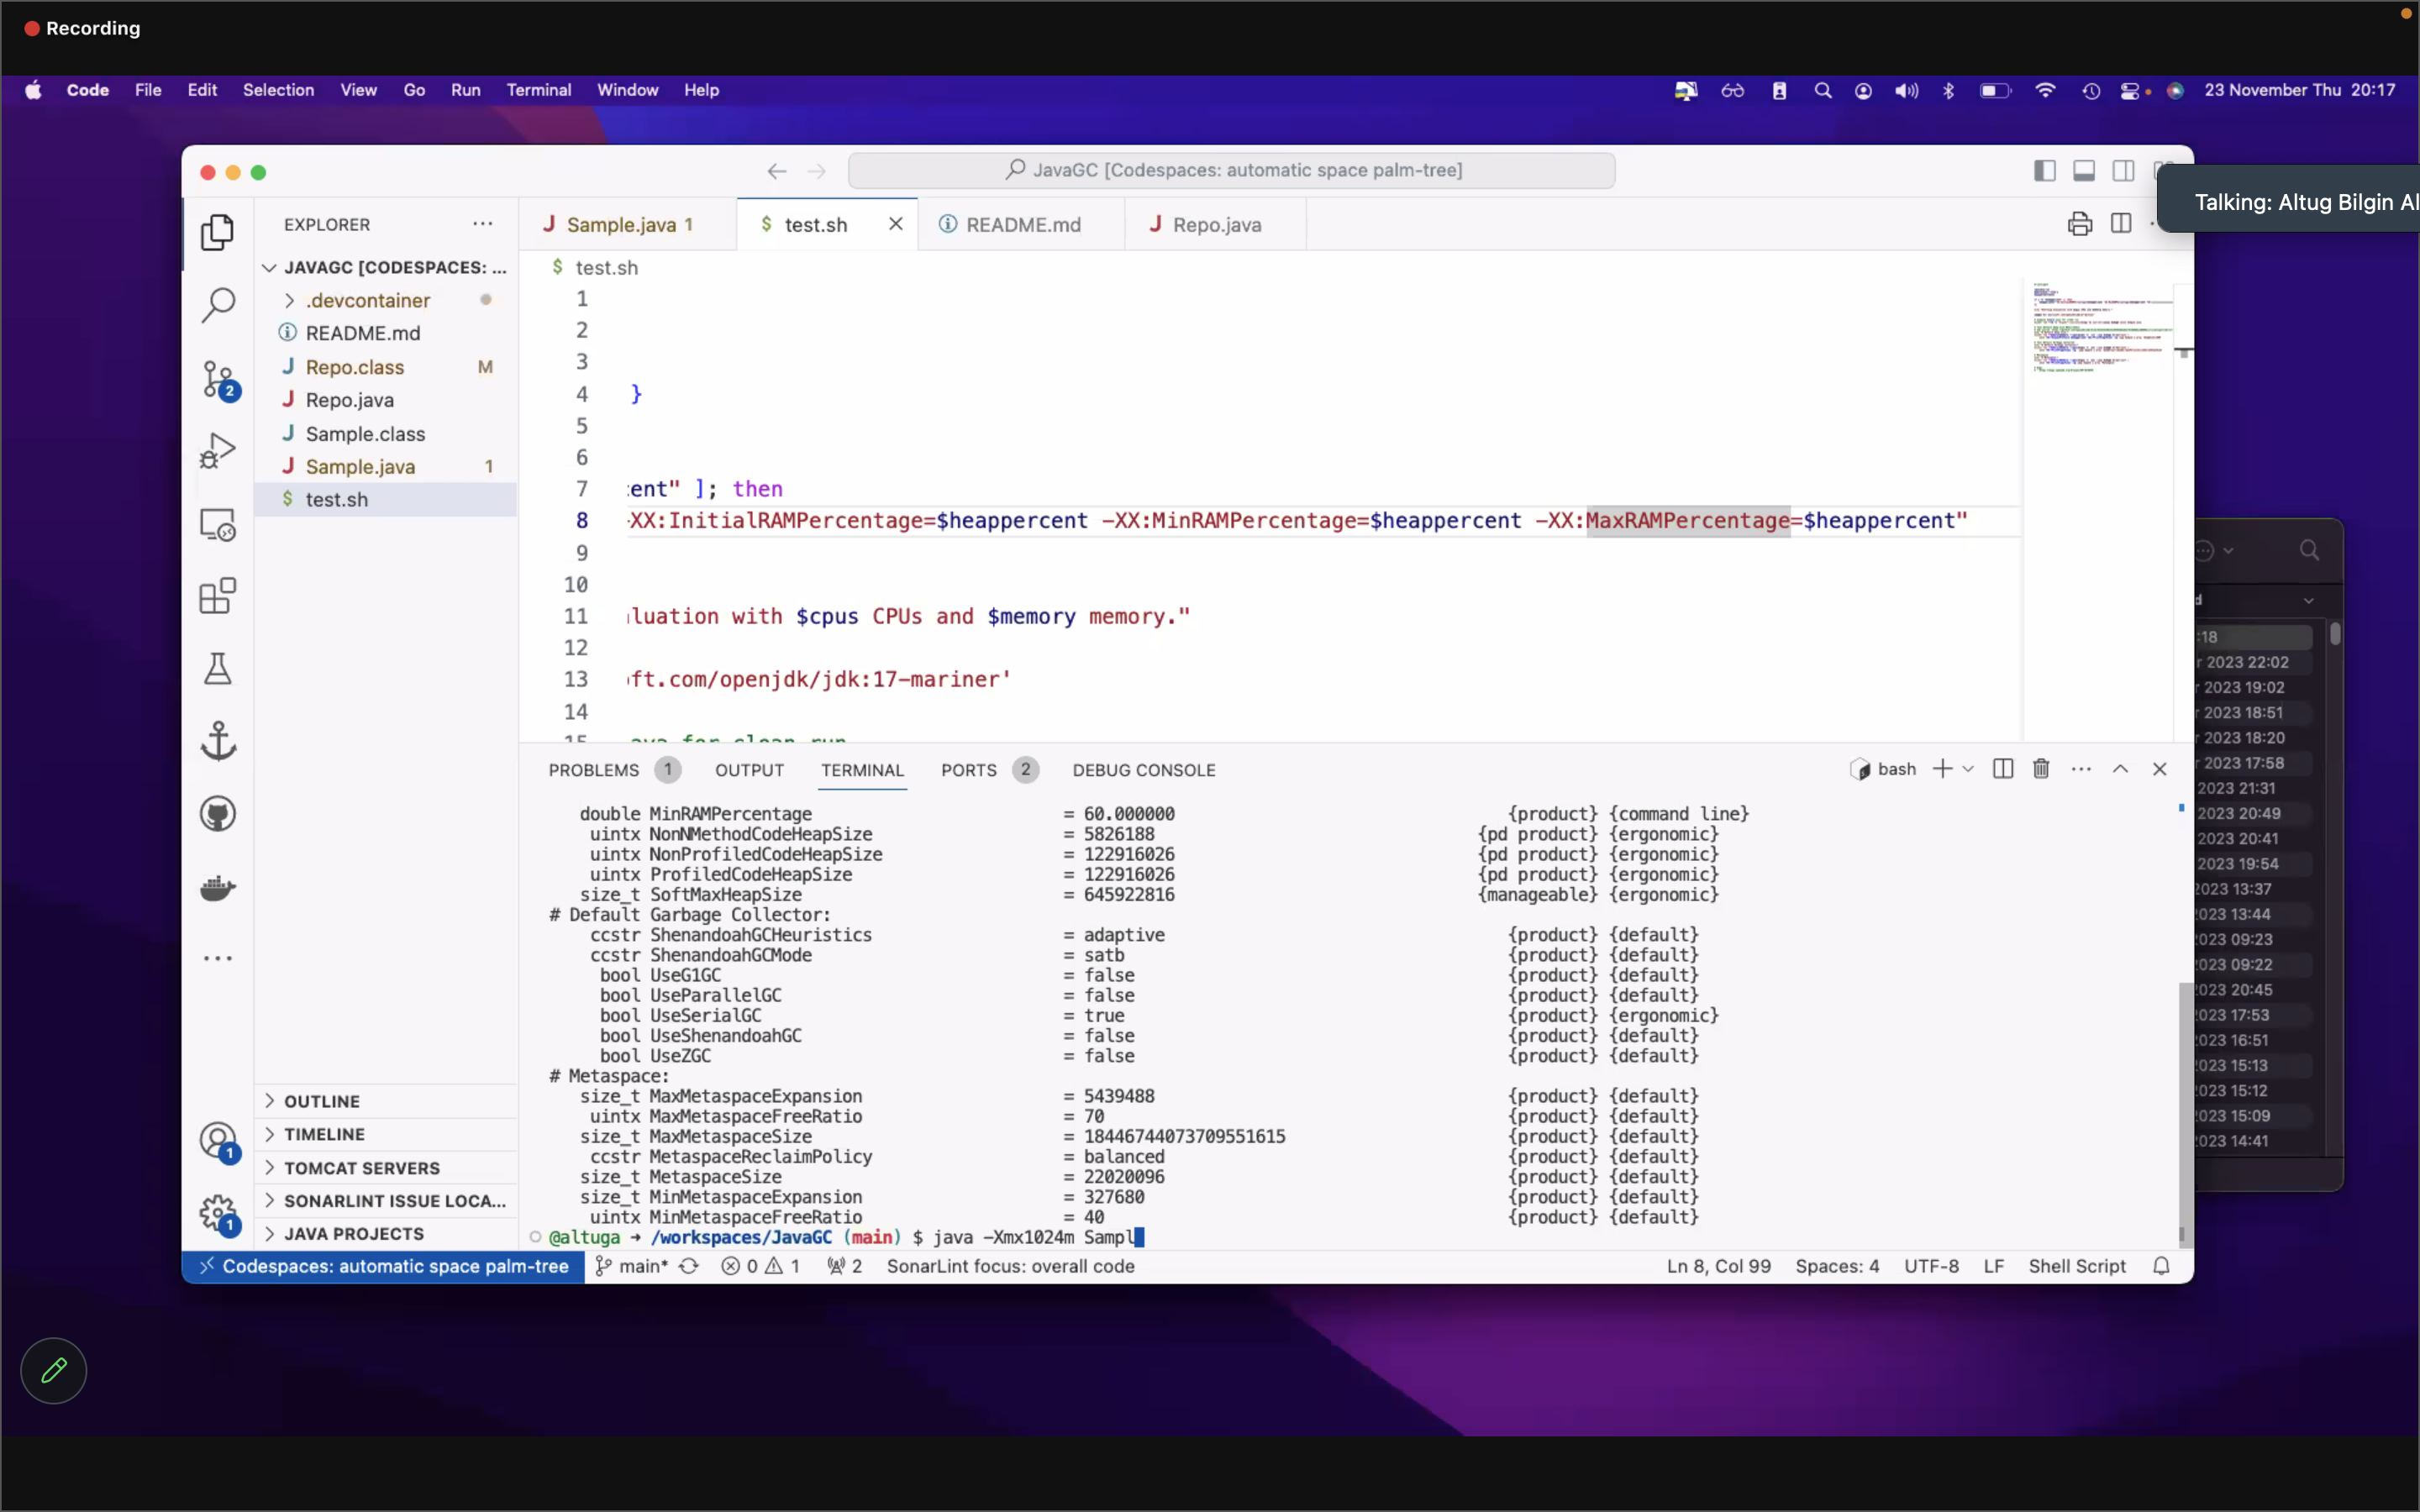 Recording
Code File Edit Selection View Go Run Terminal Window Help
23 November Thu 20:17
JavaGC [Codespaces: automatic space palm-tree]
Talking: Altug Bilgin Al
EXPLORER
JAVAGC [CODESPACES: ...
.devcontainer
README.md
Repo.class M
Repo.java
Sample.class
Sample.java 1
test.sh
OUTLINE
TIMELINE
TOMCAT SERVERS
SONARLINT ISSUE LOCA...
JAVA PROJECTS
2
1
1
Sample.java 1
$ test.sh
README.md
Repo.java
$ test.sh
1
2
3
4 }
5
6
7 cent" ]; then
8 -XX:InitialRAMPercentage=$heappercent -XX:MinRAMPercentage=$heappercent -XX:MaxRAMPercentage=$heappercent"
9
10
11 luation with $cpus CPUs and $memory memory."
12
13 ft.com/openjdk/jdk:17-mariner'
14
15 ava for clean run
PROBLEMS 1 OUTPUT TERMINAL PORTS 2 DEBUG CONSOLE
bash
double MinRAMPercentage = 60.000000 {product} {command line}
uintx NonNMethodCodeHeapSize = 5826188 {pd product} {ergonomic}
uintx NonProfiledCodeHeapSize = 122916026 {pd product} {ergonomic}
uintx ProfiledCodeHeapSize = 122916026 {pd product} {ergonomic}
size_t SoftMaxHeapSize = 645922816 {manageable} {ergonomic}
# Default Garbage Collector:
ccstr ShenandoahGCHeuristics = adaptive {product} {default}
ccstr ShenandoahGCMode = satb {product} {default}
bool UseG1GC = false {product} {default}
bool UseParallelGC = false {product} {default}
bool UseSerialGC = true {product} {ergonomic}
bool UseShenandoahGC = false {product} {default}
bool UseZGC = false {product} {default}
# Metaspace:
size_t MaxMetaspaceExpansion = 5439488 {product} {default}
uintx MaxMetaspaceFreeRatio = 70 {product} {default}
size_t MaxMetaspaceSize = 18446744073709551615 {product} {default}
ccstr MetaspaceReclaimPolicy = balanced {product} {default}
size_t MetaspaceSize = 22020096 {product} {default}
size_t MinMetaspaceExpansion = 327680 {product} {default}
uintx MinMetaspaceFreeRatio = 40 {product} {default}
@altuga → /workspaces/JavaGC (main) $ java -Xmx1024m Sampl
Codespaces: automatic space palm-tree main* 0 1 2 SonarLint focus: overall code
Ln 8, Col 99 Spaces: 4 UTF-8 LF Shell Script
d
:18
r 2023 22:02
r 2023 19:02
r 2023 18:51
r 2023 18:20
r 2023 17:58
2023 21:31
2023 20:49
2023 20:41
2023 19:54
2023 13:37
023 13:44
023 09:23
023 09:22
023 20:45
023 17:53
023 16:51
023 15:13
023 15:12
023 15:09
023 14:41